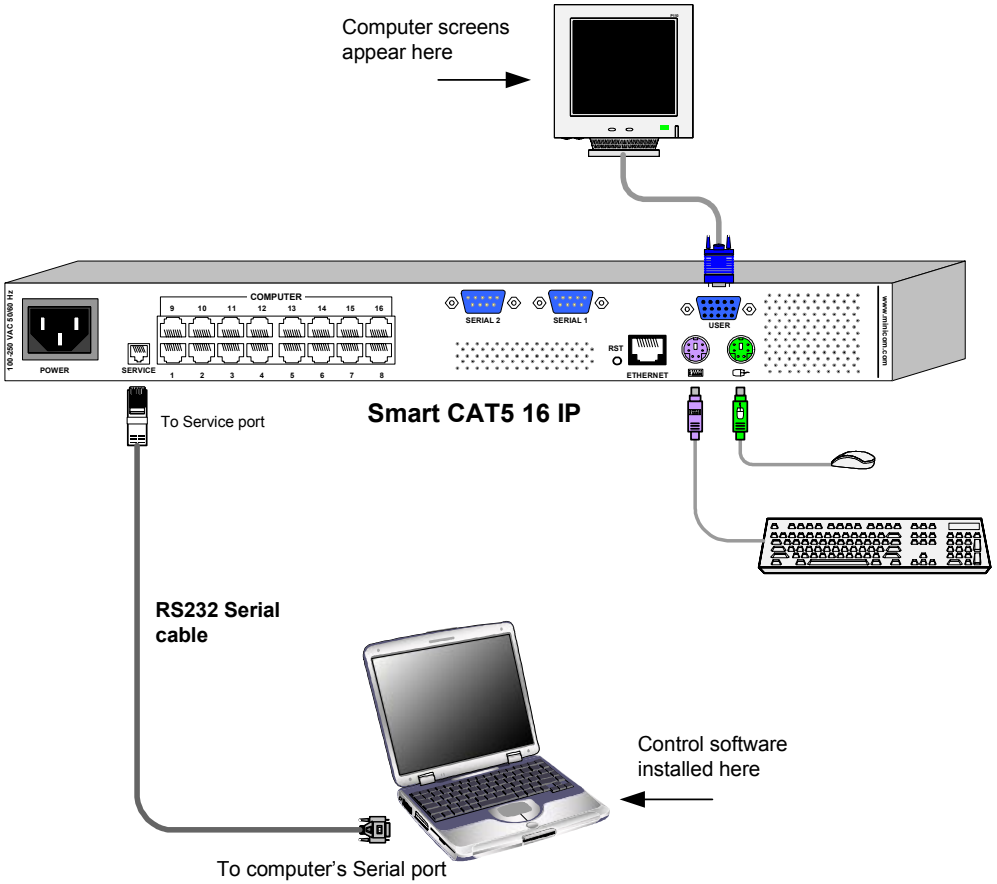 Computer screens
appear here
100-250 VAC 50/60 Hz
POWER
SERVICE
COMPUTER
9 10 11 12 13 14 15 16
1 2 3 4 5 6 7 8
SERIAL 2
SERIAL 1
USER
RST
ETHERNET
www.minicom.com
Smart CAT5 16 IP
To Service port
RS232 Serial
cable
Control software
installed here
To computer’s Serial port